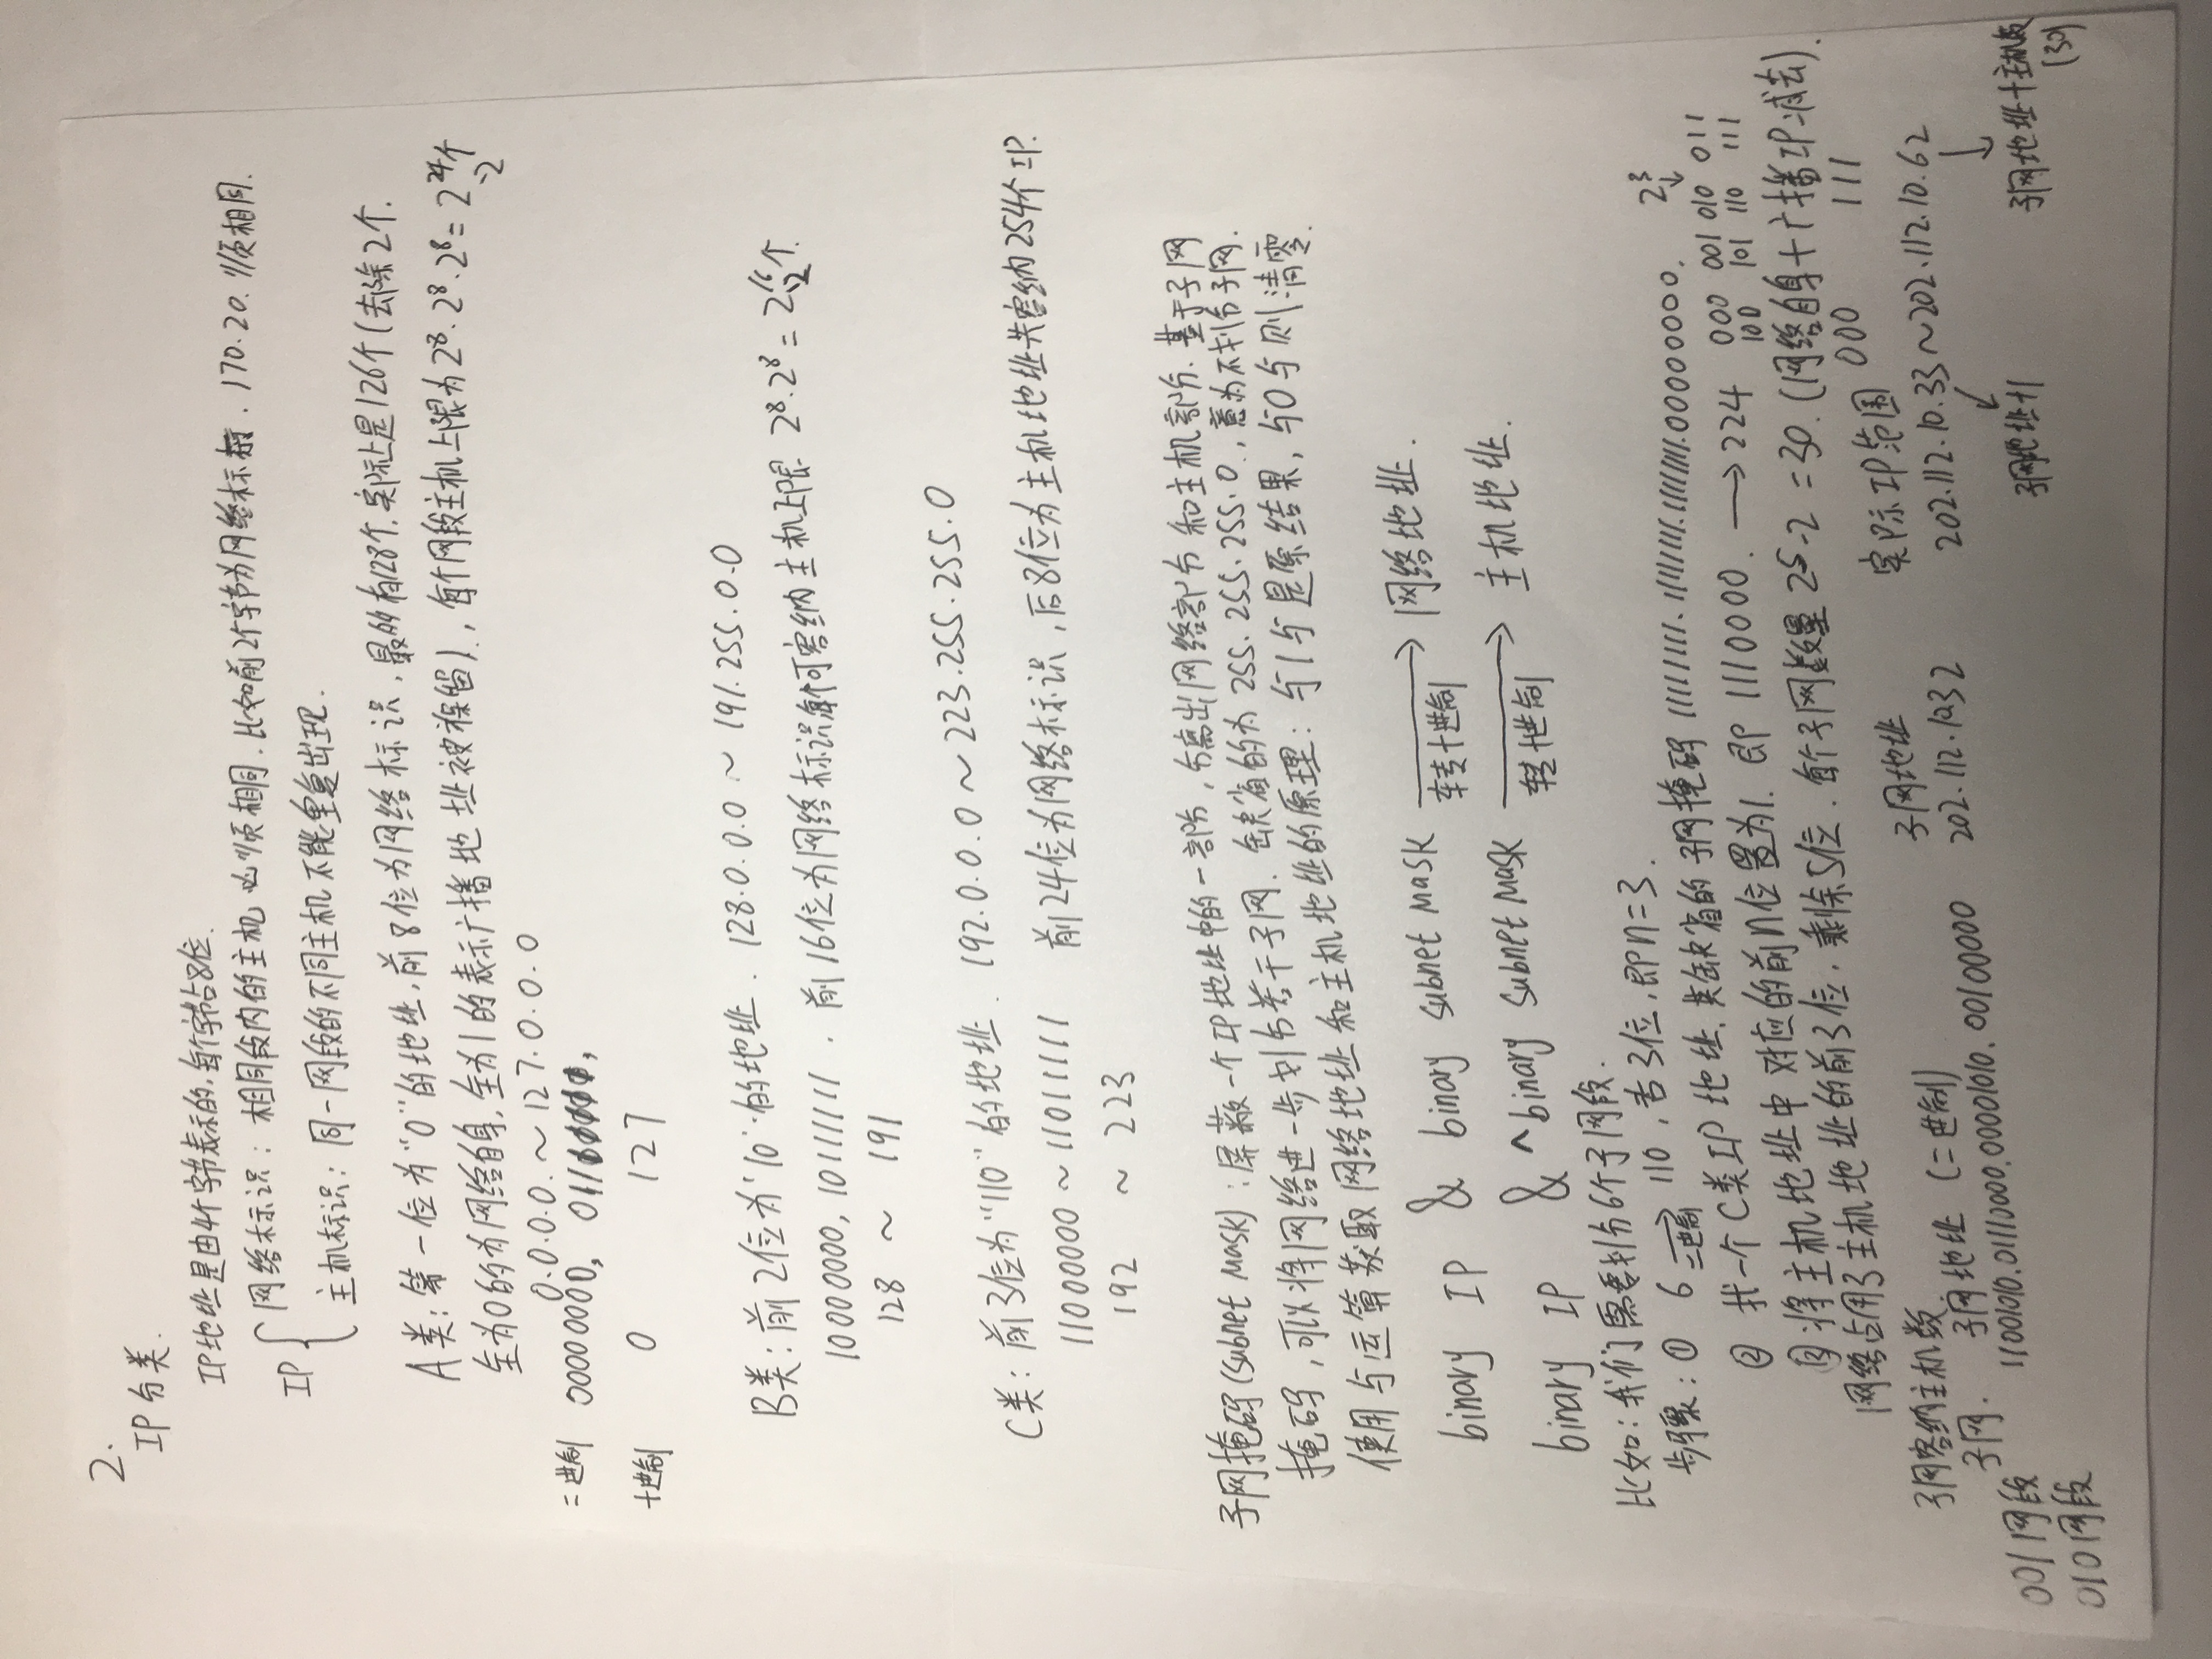 2.
IP分类.
IP地址是由4个字节表示的,每个字节占8位.
IP { 网络标识: 相同段内的主机必须相同.比如前2个字节为网络标 . 170.20.须相同.
主机标识: 同一网段的不同主机不能重复出现.
A类: 第一位为“0”的地址,前8位为网络标识,最多有128个,实际上是126个(去除2个.
全为0的为网络自身,全为1的表示广播地址被保留).,每个网段主机上限为2⁸·2⁸·2⁸=2²⁴个
-2
0.0.0.0.~127.0.0.0
二进制 00000000, 01111111,
十进制 0 127
B类: 前2位为“10”的地址. 128.0.0.0 ~ 191.255.0.0
10000000, 10111111. 前16位为网络标识每个可容纳主机上限 2⁸·2⁸=2¹⁶个.
-2
128 ~ 191
C类: 前3位为“110”的地址. 192.0.0.0~223.255.255.0
11000000~11011111 前24位为网络标识,后8位为主机地址共容纳254个IP.
192 ~ 223
子网掩码(subnet mask): 屏蔽一个IP地址中的一部分,分离出网络部分和主机部分.基于子网
掩码,可以将网络进一步划分若干子网. 缺省的为255.255.255.0.,意为不划分子网.
使用与运算获取网络地址和主机地址的原理: 与1与是原结果,与0与则清零.
binary IP & binary subnet mask —转十进制→ 网络地址.
binary IP & ^binary subnet mask —转十进制→ 主机地址.
比如:我们需要划分6个子网段.
步骤: ① 6 —二进制→ 110,占3位,即n=3.
② 找一个C类IP地址.其缺省的子网掩码 11111111.11111111.11111111.00000000. 2³↓
③将主机地址中对应的前n位置为1.即1110000. → 224 000 001 010 011
100 101 110 111
网络占用了主机地址的前3位,剩除5位.每个子网数量2⁵-2=30.(网络自身+广播IP减去).
000 111
子网容纳主机数.
子网. 子网地址(二进制) 子网地址 实际IP范围
001网段 11001010.01110000.00001010.00100000 202.112.10.32 202.112.10.33~202.112.10.62
子网地址+1 子网地址+主机数
(30)
010网段